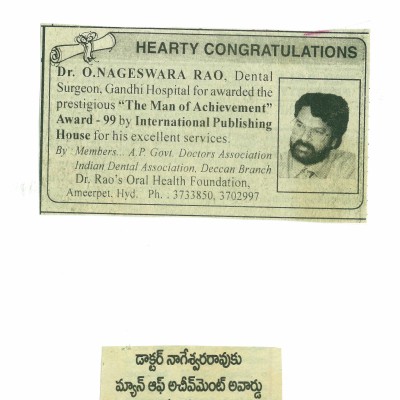 HEARTY CONGRATULATIONS
Dr. O.NAGESWARA RAO, Dental
Surgeon, Gandhi Hospital for awarded the
prestigious “The Man of Achievement”
Award - 99 by International Publishing
House for his excellent services.
By Members... A.P. Govt. Doctors Association
Indian Dental Association, Deccan Branch
Dr. Rao's Oral Health Foundation,
Ameerpet, Hyd. Ph. . 3733850, 3702997
డాక్టర్ నాగేశ్వరరావుకు
మ్యాన్ ఆఫ్ అచీవ్‌మెంట్ అవార్డు